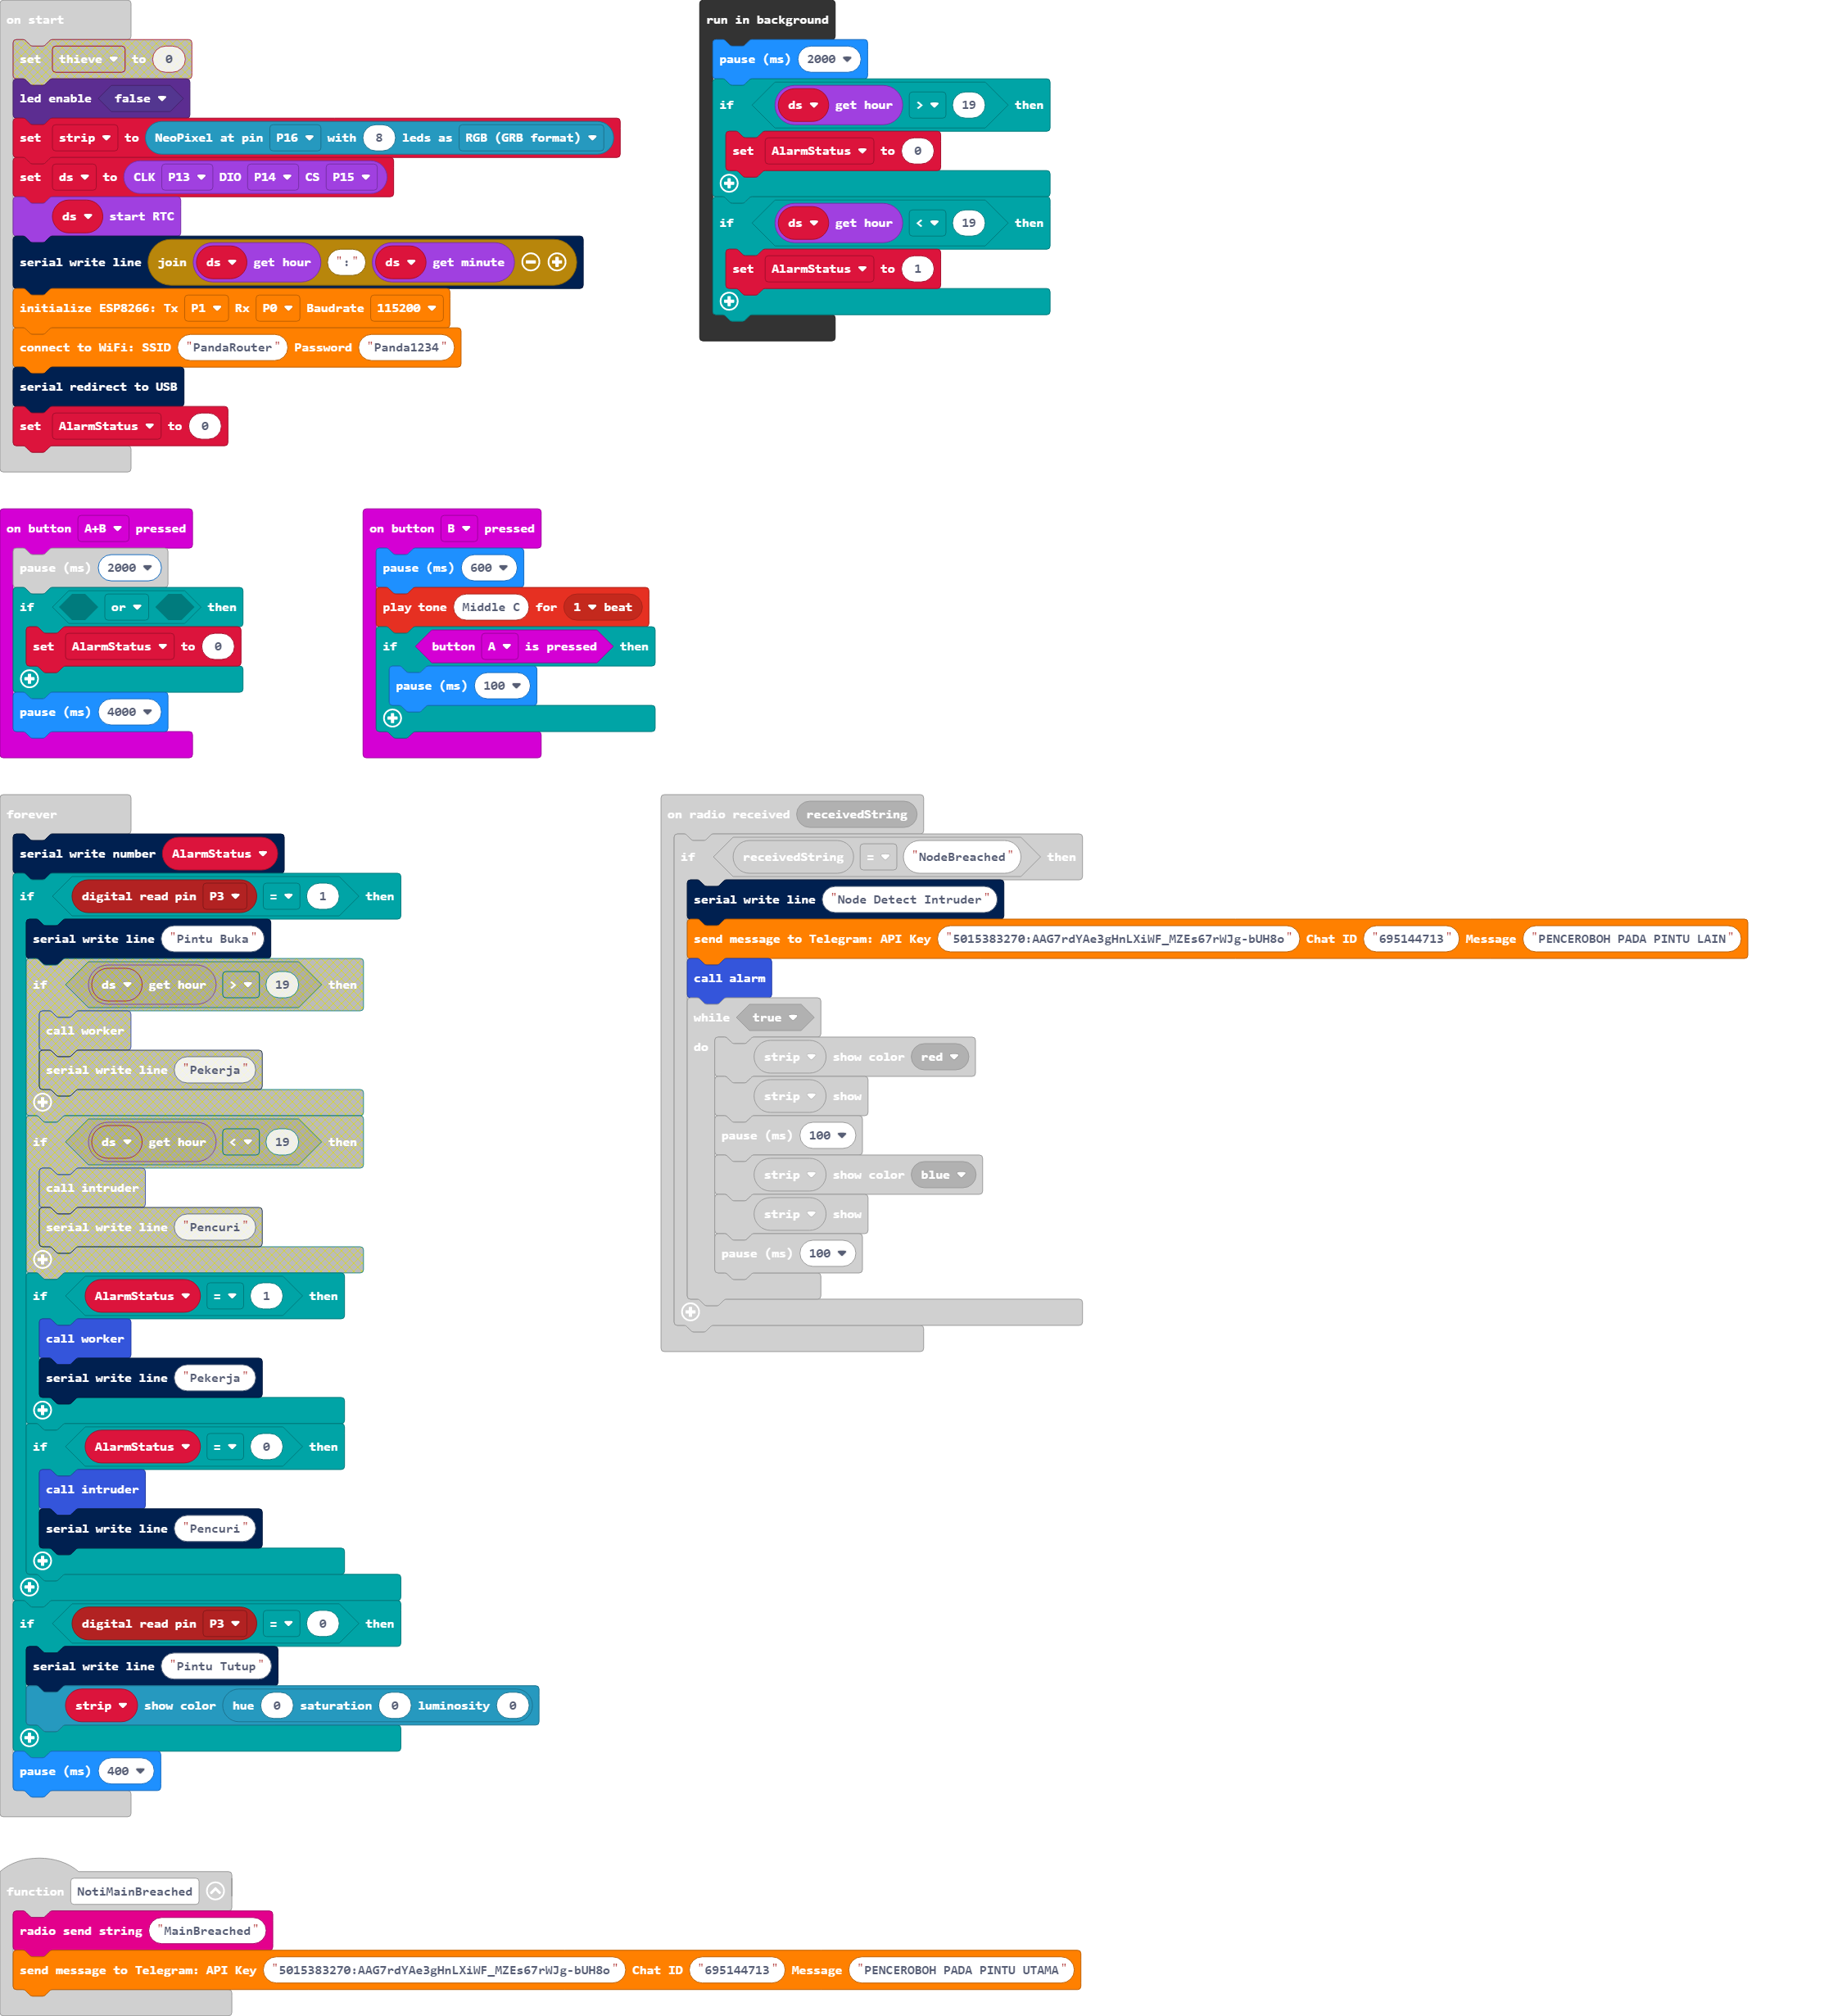 on start
set thieve to 0
led enable false
set strip to NeoPixel at pin P16 with 8 leds as RGB (GRB format)
set ds to CLK P13 DIO P14 CS P15
ds start RTC
serial write line join ds get hour ":" ds get minute
initialize ESP8266: Tx P1 Rx P0 Baudrate 115200
connect to WiFi: SSID "PandaRouter" Password "Panda1234"
serial redirect to USB
set AlarmStatus to 0
run in background
pause (ms) 2000
if ds get hour > 19 then
set AlarmStatus to 0
if ds get hour < 19 then
set AlarmStatus to 1
on button A+B pressed
pause (ms) 2000
if or then
set AlarmStatus to 0
pause (ms) 4000
on button B pressed
pause (ms) 600
play tone Middle C for 1 beat
if button A is pressed then
pause (ms) 100
forever
serial write number AlarmStatus
if digital read pin P3 = 1 then
serial write line "Pintu Buka"
if ds get hour > 19 then
call worker
serial write line "Pekerja"
if ds get hour < 19 then
call intruder
serial write line "Pencuri"
if AlarmStatus = 1 then
call worker
serial write line "Pekerja"
if AlarmStatus = 0 then
call intruder
serial write line "Pencuri"
if digital read pin P3 = 0 then
serial write line "Pintu Tutup"
strip show color hue 0 saturation 0 luminosity 0
pause (ms) 400
on radio received receivedString
if receivedString = "NodeBreached" then
serial write line "Node Detect Intruder"
send message to Telegram: API Key "5015383270:AAG7rdYAe3gHnLXiWF_MZEs67rWJg-bUH8o" Chat ID "695144713" Message "PENCEROBOH PADA PINTU LAIN"
call alarm
while true
do
strip show color red
strip show
pause (ms) 100
strip show color blue
strip show
pause (ms) 100
function NotiMainBreached
radio send string "MainBreached"
send message to Telegram: API Key "5015383270:AAG7rdYAe3gHnLXiWF_MZEs67rWJg-bUH8o" Chat ID "695144713" Message "PENCEROBOH PADA PINTU UTAMA"